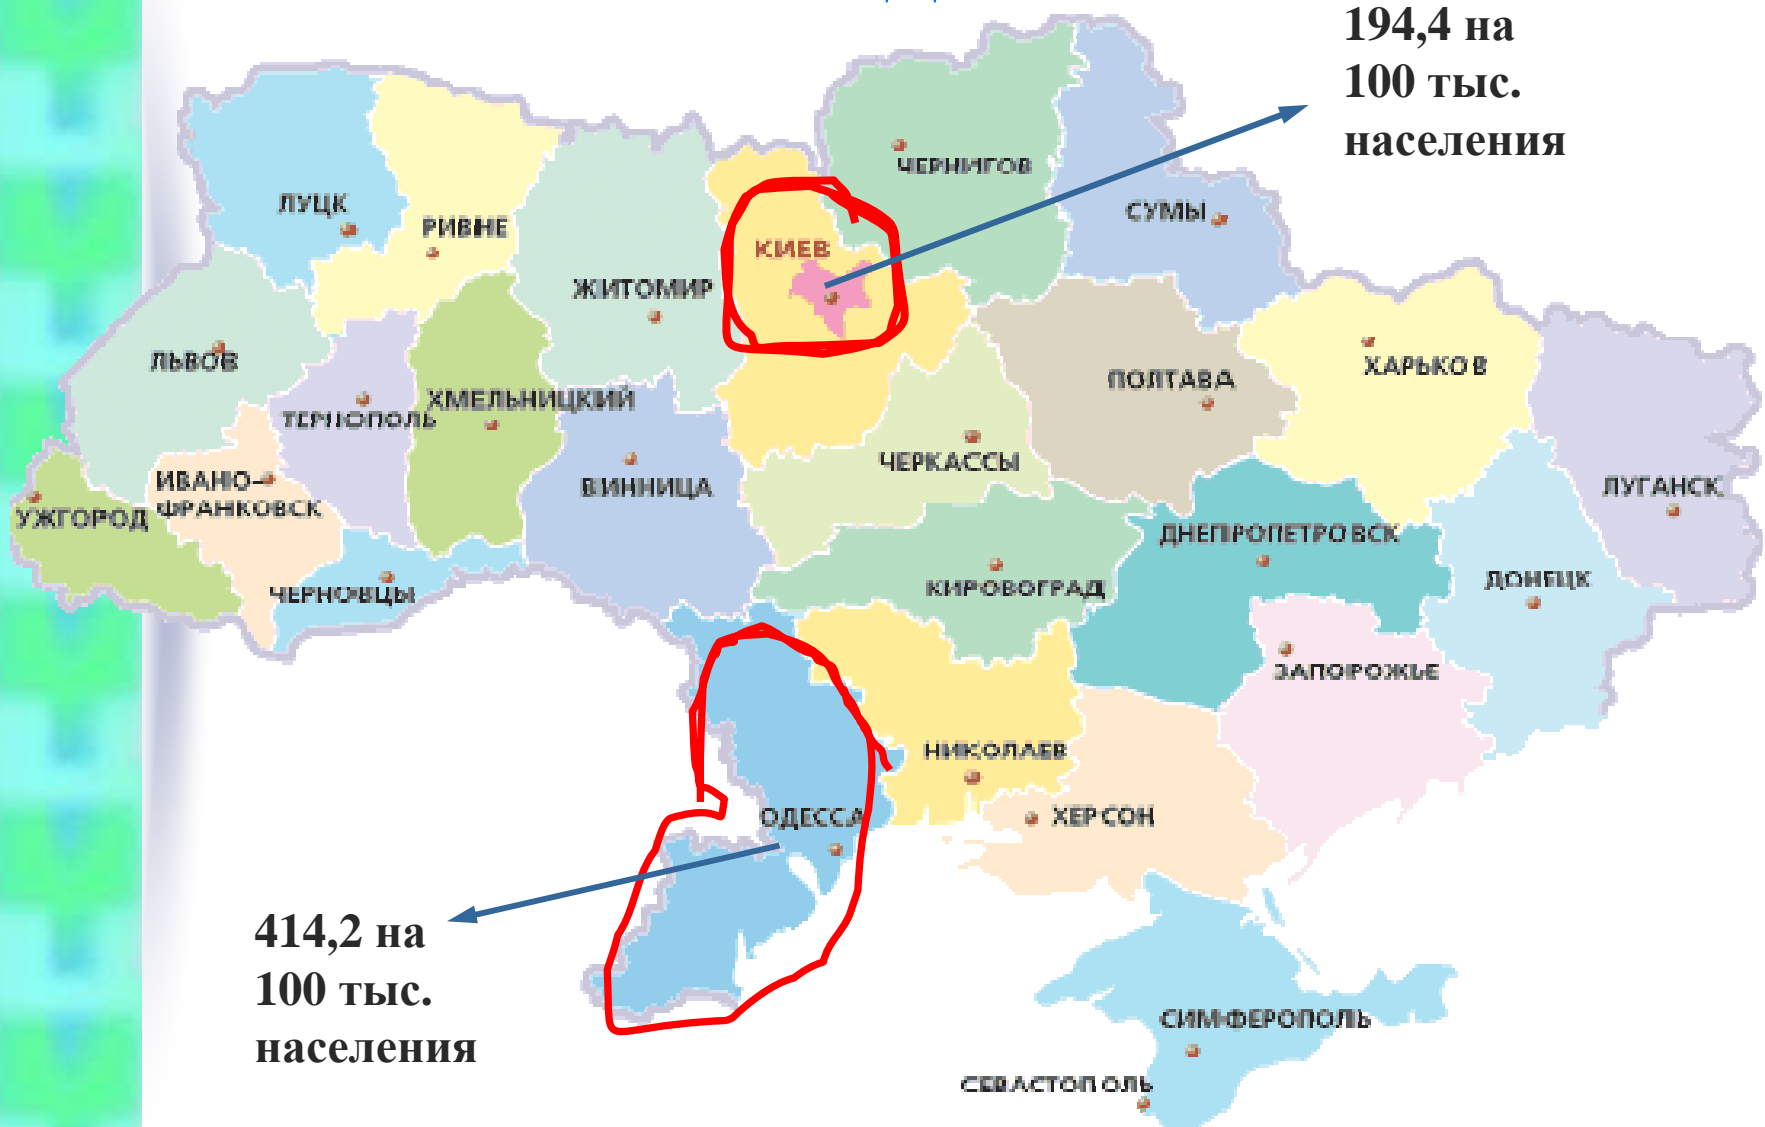 194,4 на
100 тыс.
населения
ЧЕРНИГОВ
ЛУЦК
РИВНЕ
СУМЫ
КИЕВ
ЖИТОМИР
ЛЬВОВ
ХАРЬКОВ
ПОЛТАВА
ХМЕЛЬНИЦКИЙ
ТЕРНОПОЛЬ
ЧЕРКАССЫ
ИВАНО-
ФРАНКОВСК
ВИННИЦА
ЛУГАНСК
УЖГОРОД
ДНЕПРОПЕТРОВСК
ДОНЕЦК
КИРОВОГРАД
ЧЕРНОВЦЫ
ЗАПОРОЖЬЕ
НИКОЛАЕВ
ОДЕССА
ХЕРСОН
414,2 на
100 тыс.
населения
СИМФЕРОПОЛЬ
СЕВАСТОПОЛЬ